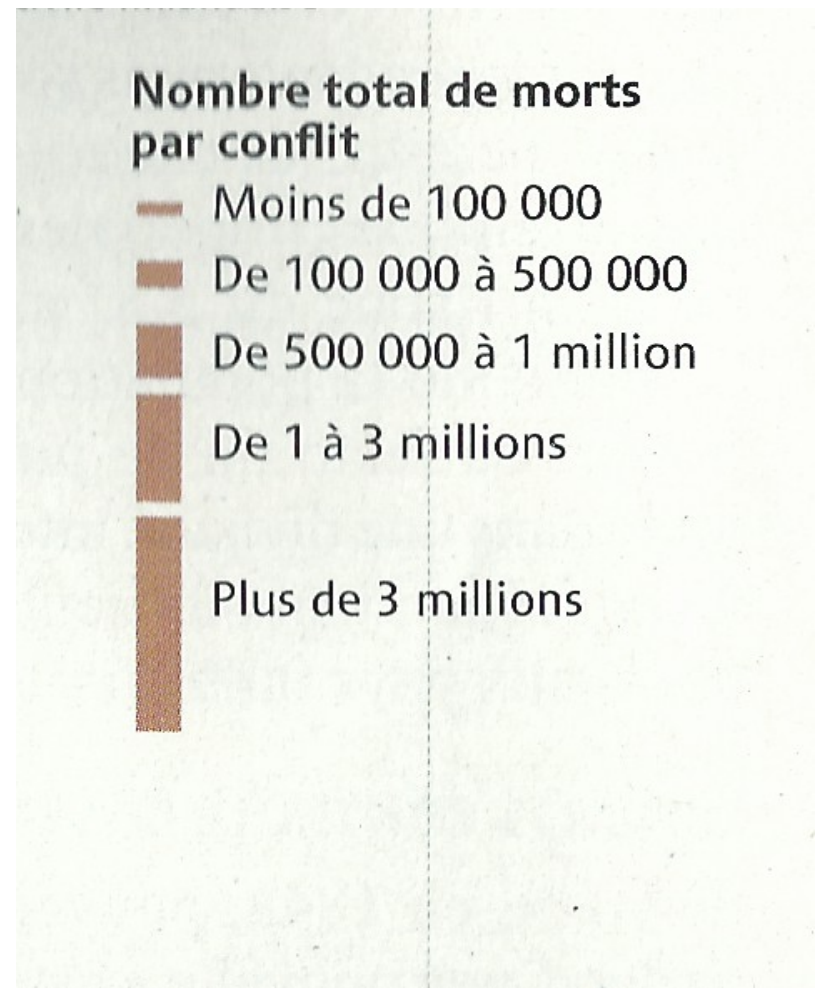 Nombre total de morts
par conflit
Moins de 100 000
De 100 000 à 500 000
De 500 000 à 1 million
De 1 à 3 millions
Plus de 3 millions